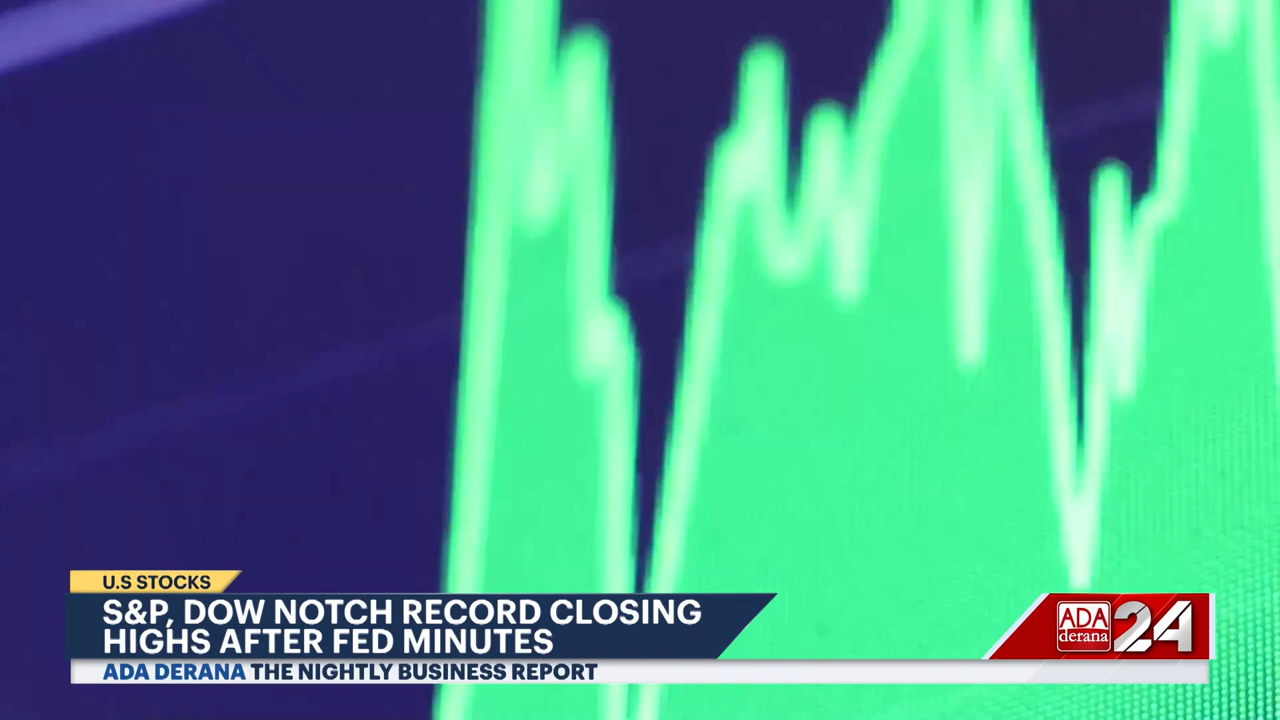 U.S STOCKS
S&P, DOW NOTCH RECORD CLOSING
HIGHS AFTER FED MINUTES
ADA DERANA THE NIGHTLY BUSINESS REPORT
ADA
derana
24